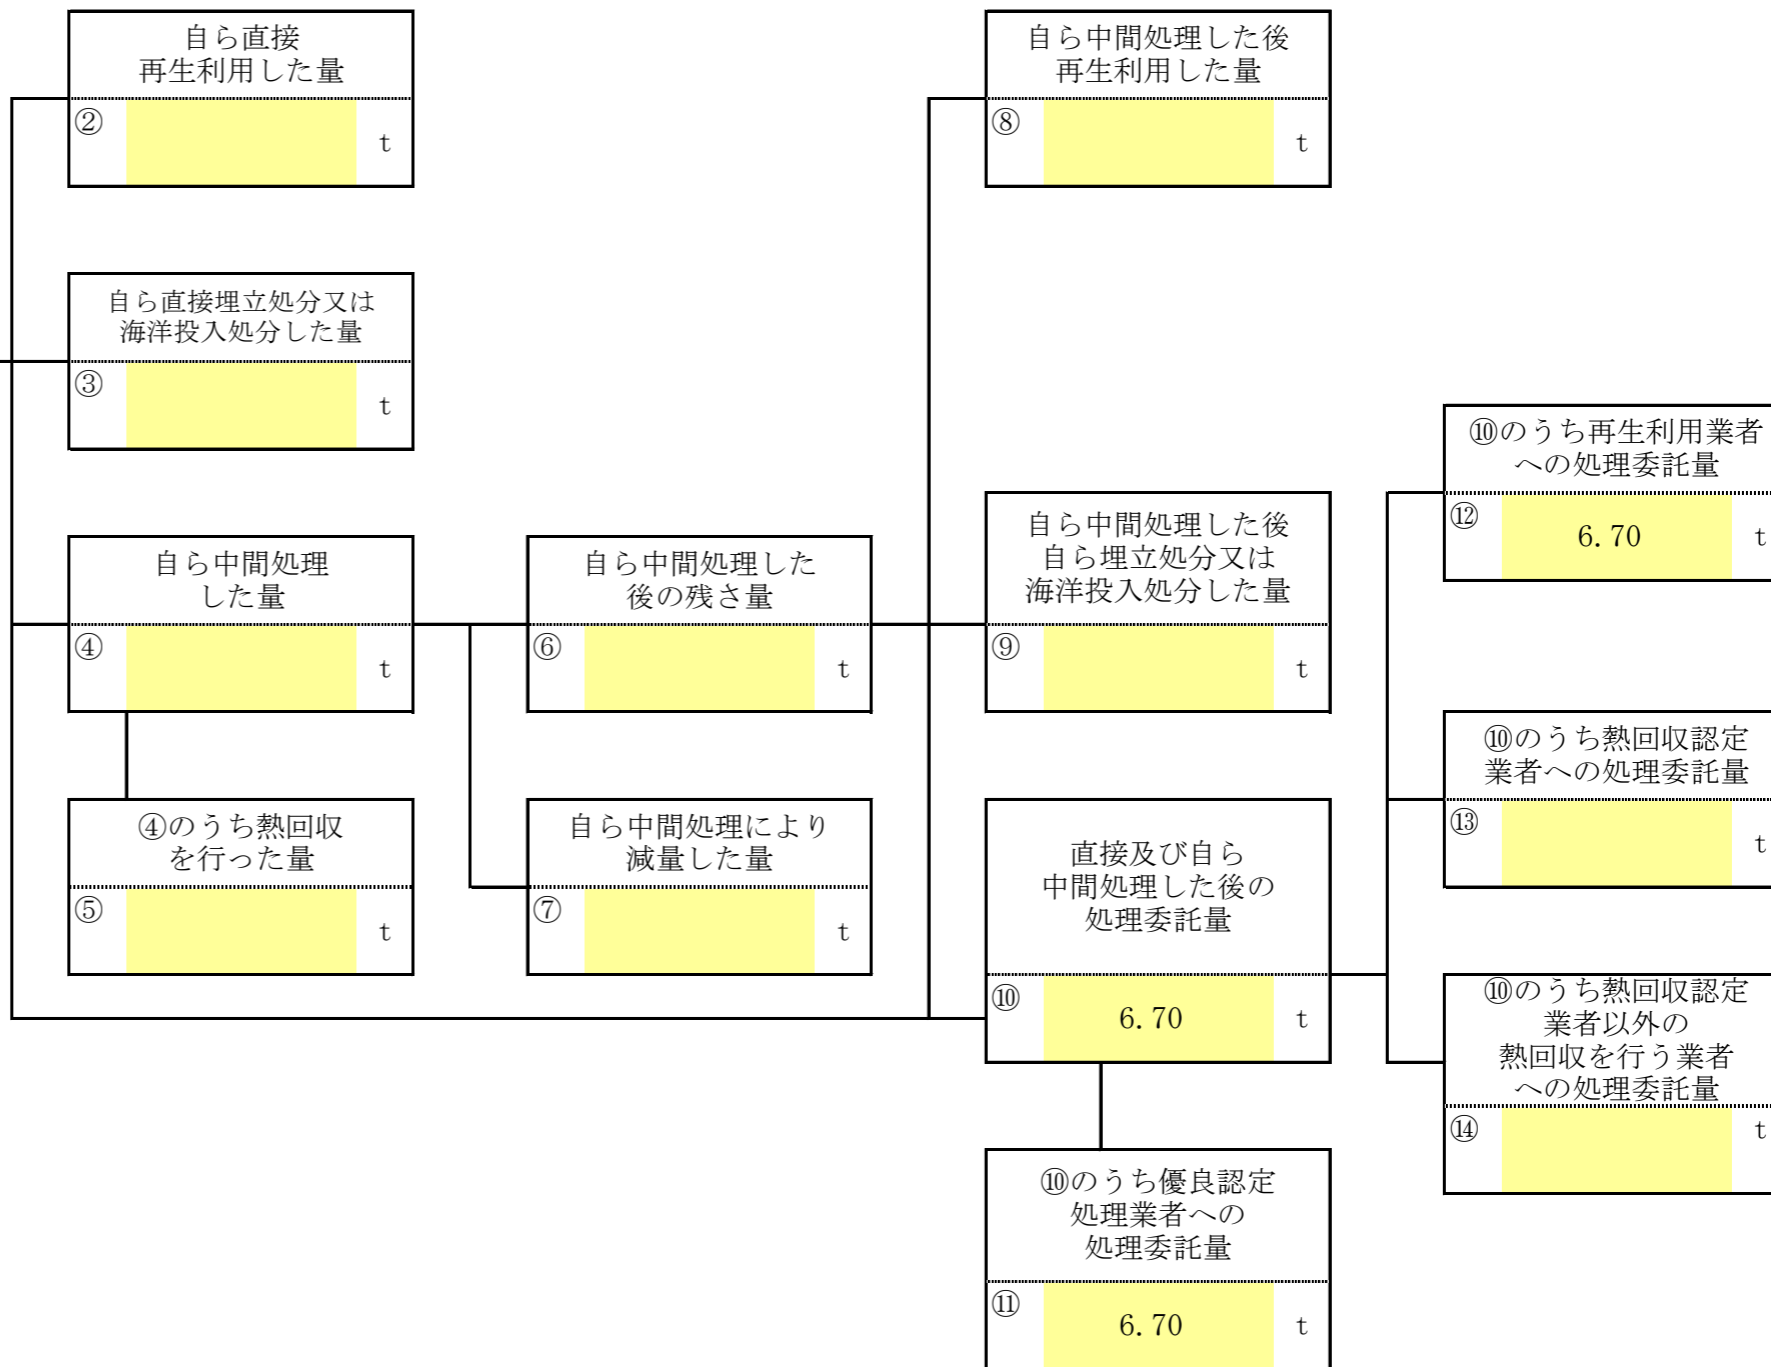 自ら直接
再生利用した量
② t
自ら直接埋立処分又は
海洋投入処分した量
③ t
自ら中間処理
した量
④ t
④のうち熱回収
を行った量
⑤ t
自ら中間処理した
後の残さ量
⑥ t
自ら中間処理により
減量した量
⑦ t
自ら中間処理した後
再生利用した量
⑧ t
自ら中間処理した後
自ら埋立処分又は
海洋投入処分した量
⑨ t
直接及び自ら
中間処理した後の
処理委託量
⑩ 6.70 t
⑩のうち優良認定
処理業者への
処理委託量
⑪ 6.70 t
⑩のうち再生利用業者
への処理委託量
⑫ 6.70 t
⑩のうち熱回収認定
業者への処理委託量
⑬ t
⑩のうち熱回収認定
業者以外の
熱回収を行う業者
への処理委託量
⑭ t